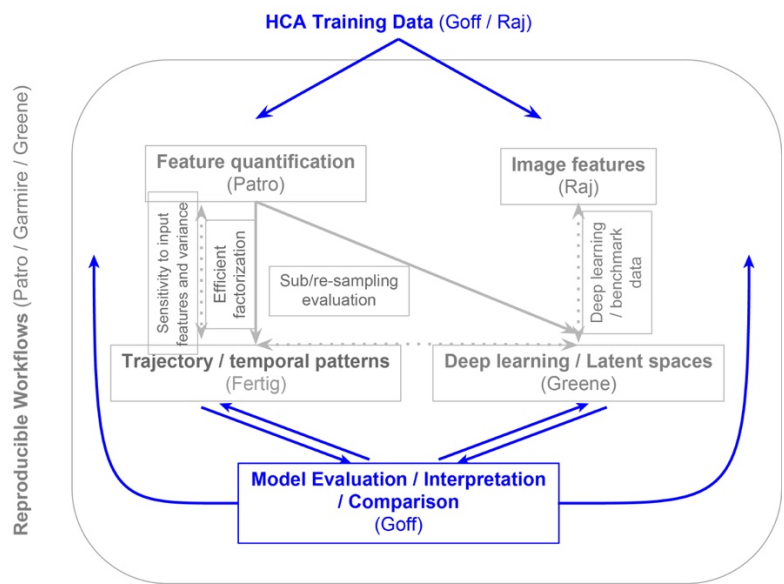 HCA Training Data (Goff / Raj)
Reproducible Workflows (Patro / Garmire / Greene)
Feature quantification
(Patro)
Image features
(Raj)
Sensitivity to input
features and variance
Efficient
factorization
Sub/re-sampling
evaluation
Deep learning
/ benchmark
data
Trajectory / temporal patterns
(Fertig)
Deep learning / Latent spaces
(Greene)
Model Evaluation / Interpretation
/ Comparison
(Goff)